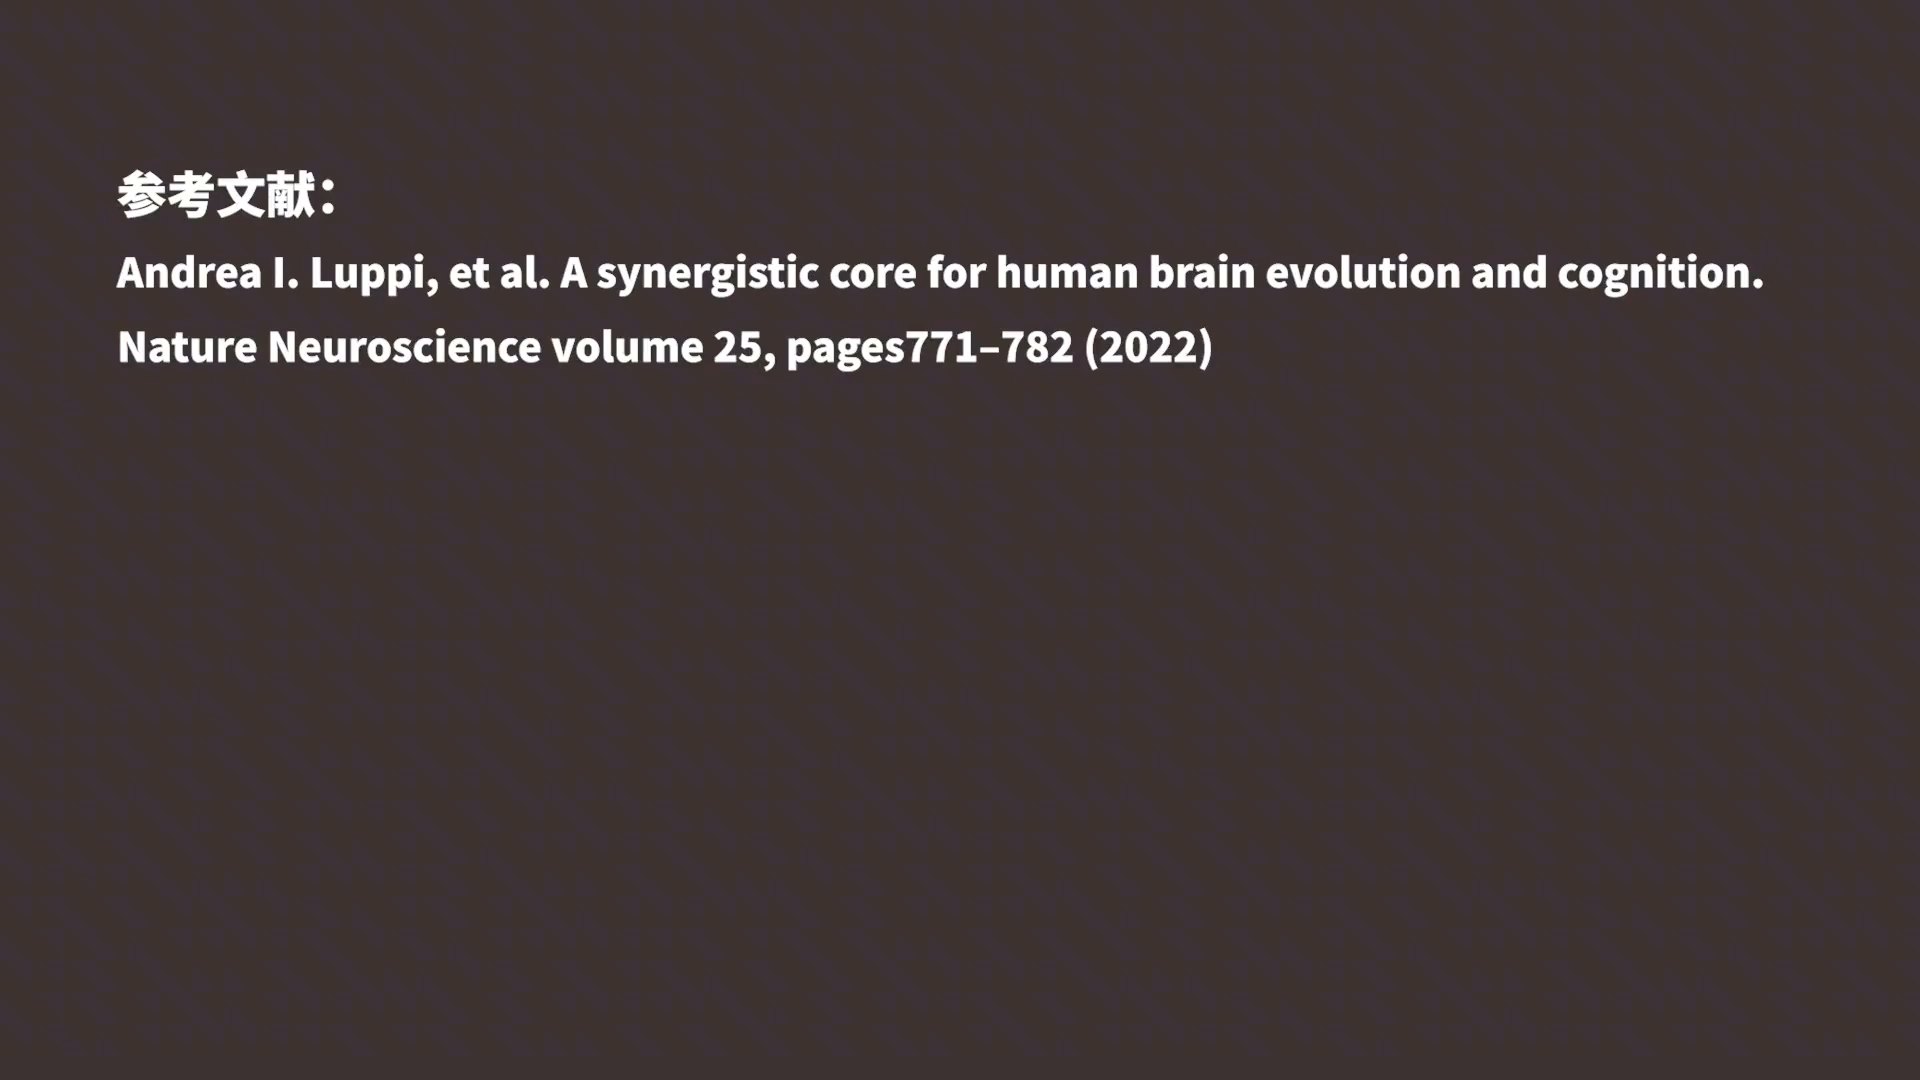 参考文献：
Andrea I. Luppi, et al. A synergistic core for human brain evolution and cognition.
Nature Neuroscience volume 25, pages771–782 (2022)